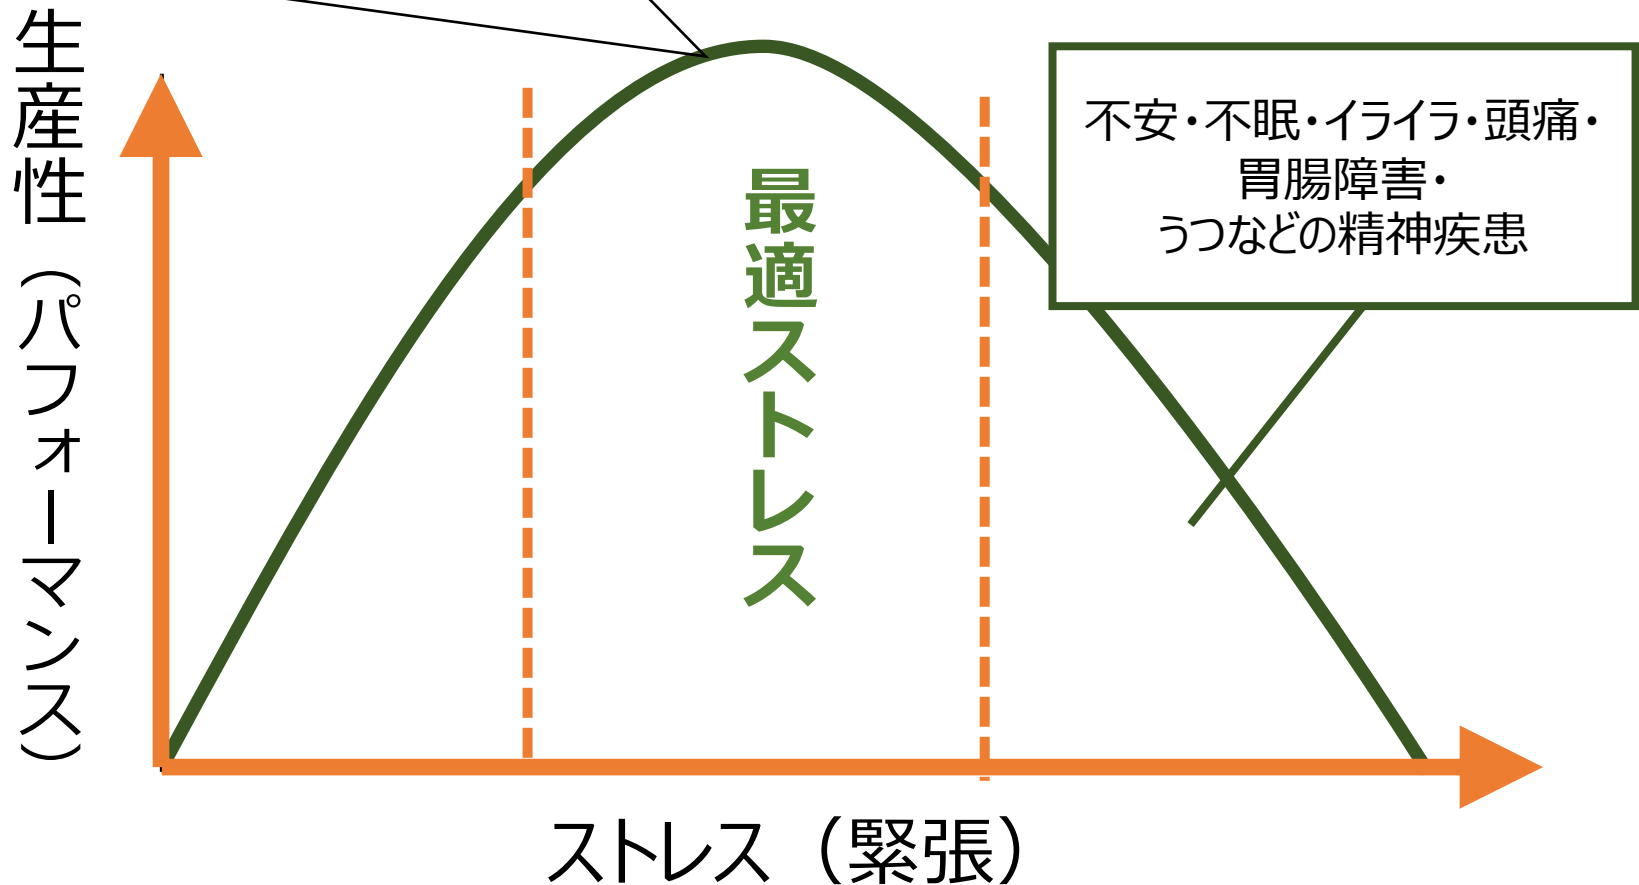 生産性（パフォーマンス）
不安・不眠・イライラ・頭痛・
胃腸障害・
うつなどの精神疾患
最適ストレス
ストレス（緊張）